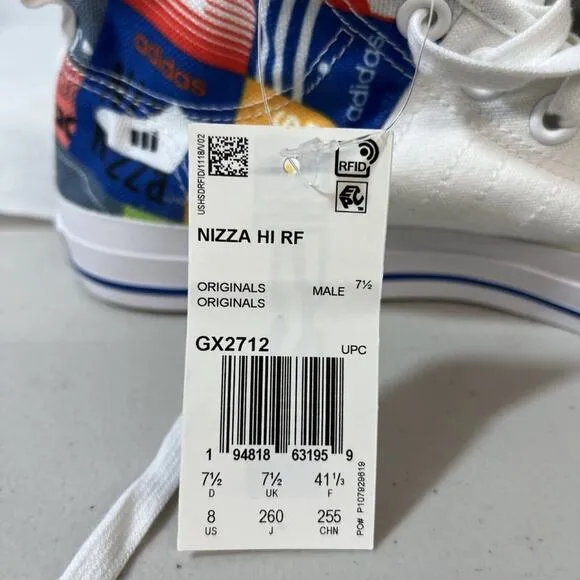 adidas
adidas
USHSDRFID/1118/V02
RFID
EPC
NIZZA HI RF
ORIGINALS MALE 7½
ORIGINALS
GX2712 UPC
1 94818 63195 9
7½ 7½ 41⅓
D UK F
8 260 255
US J CHN
PO# P107929619